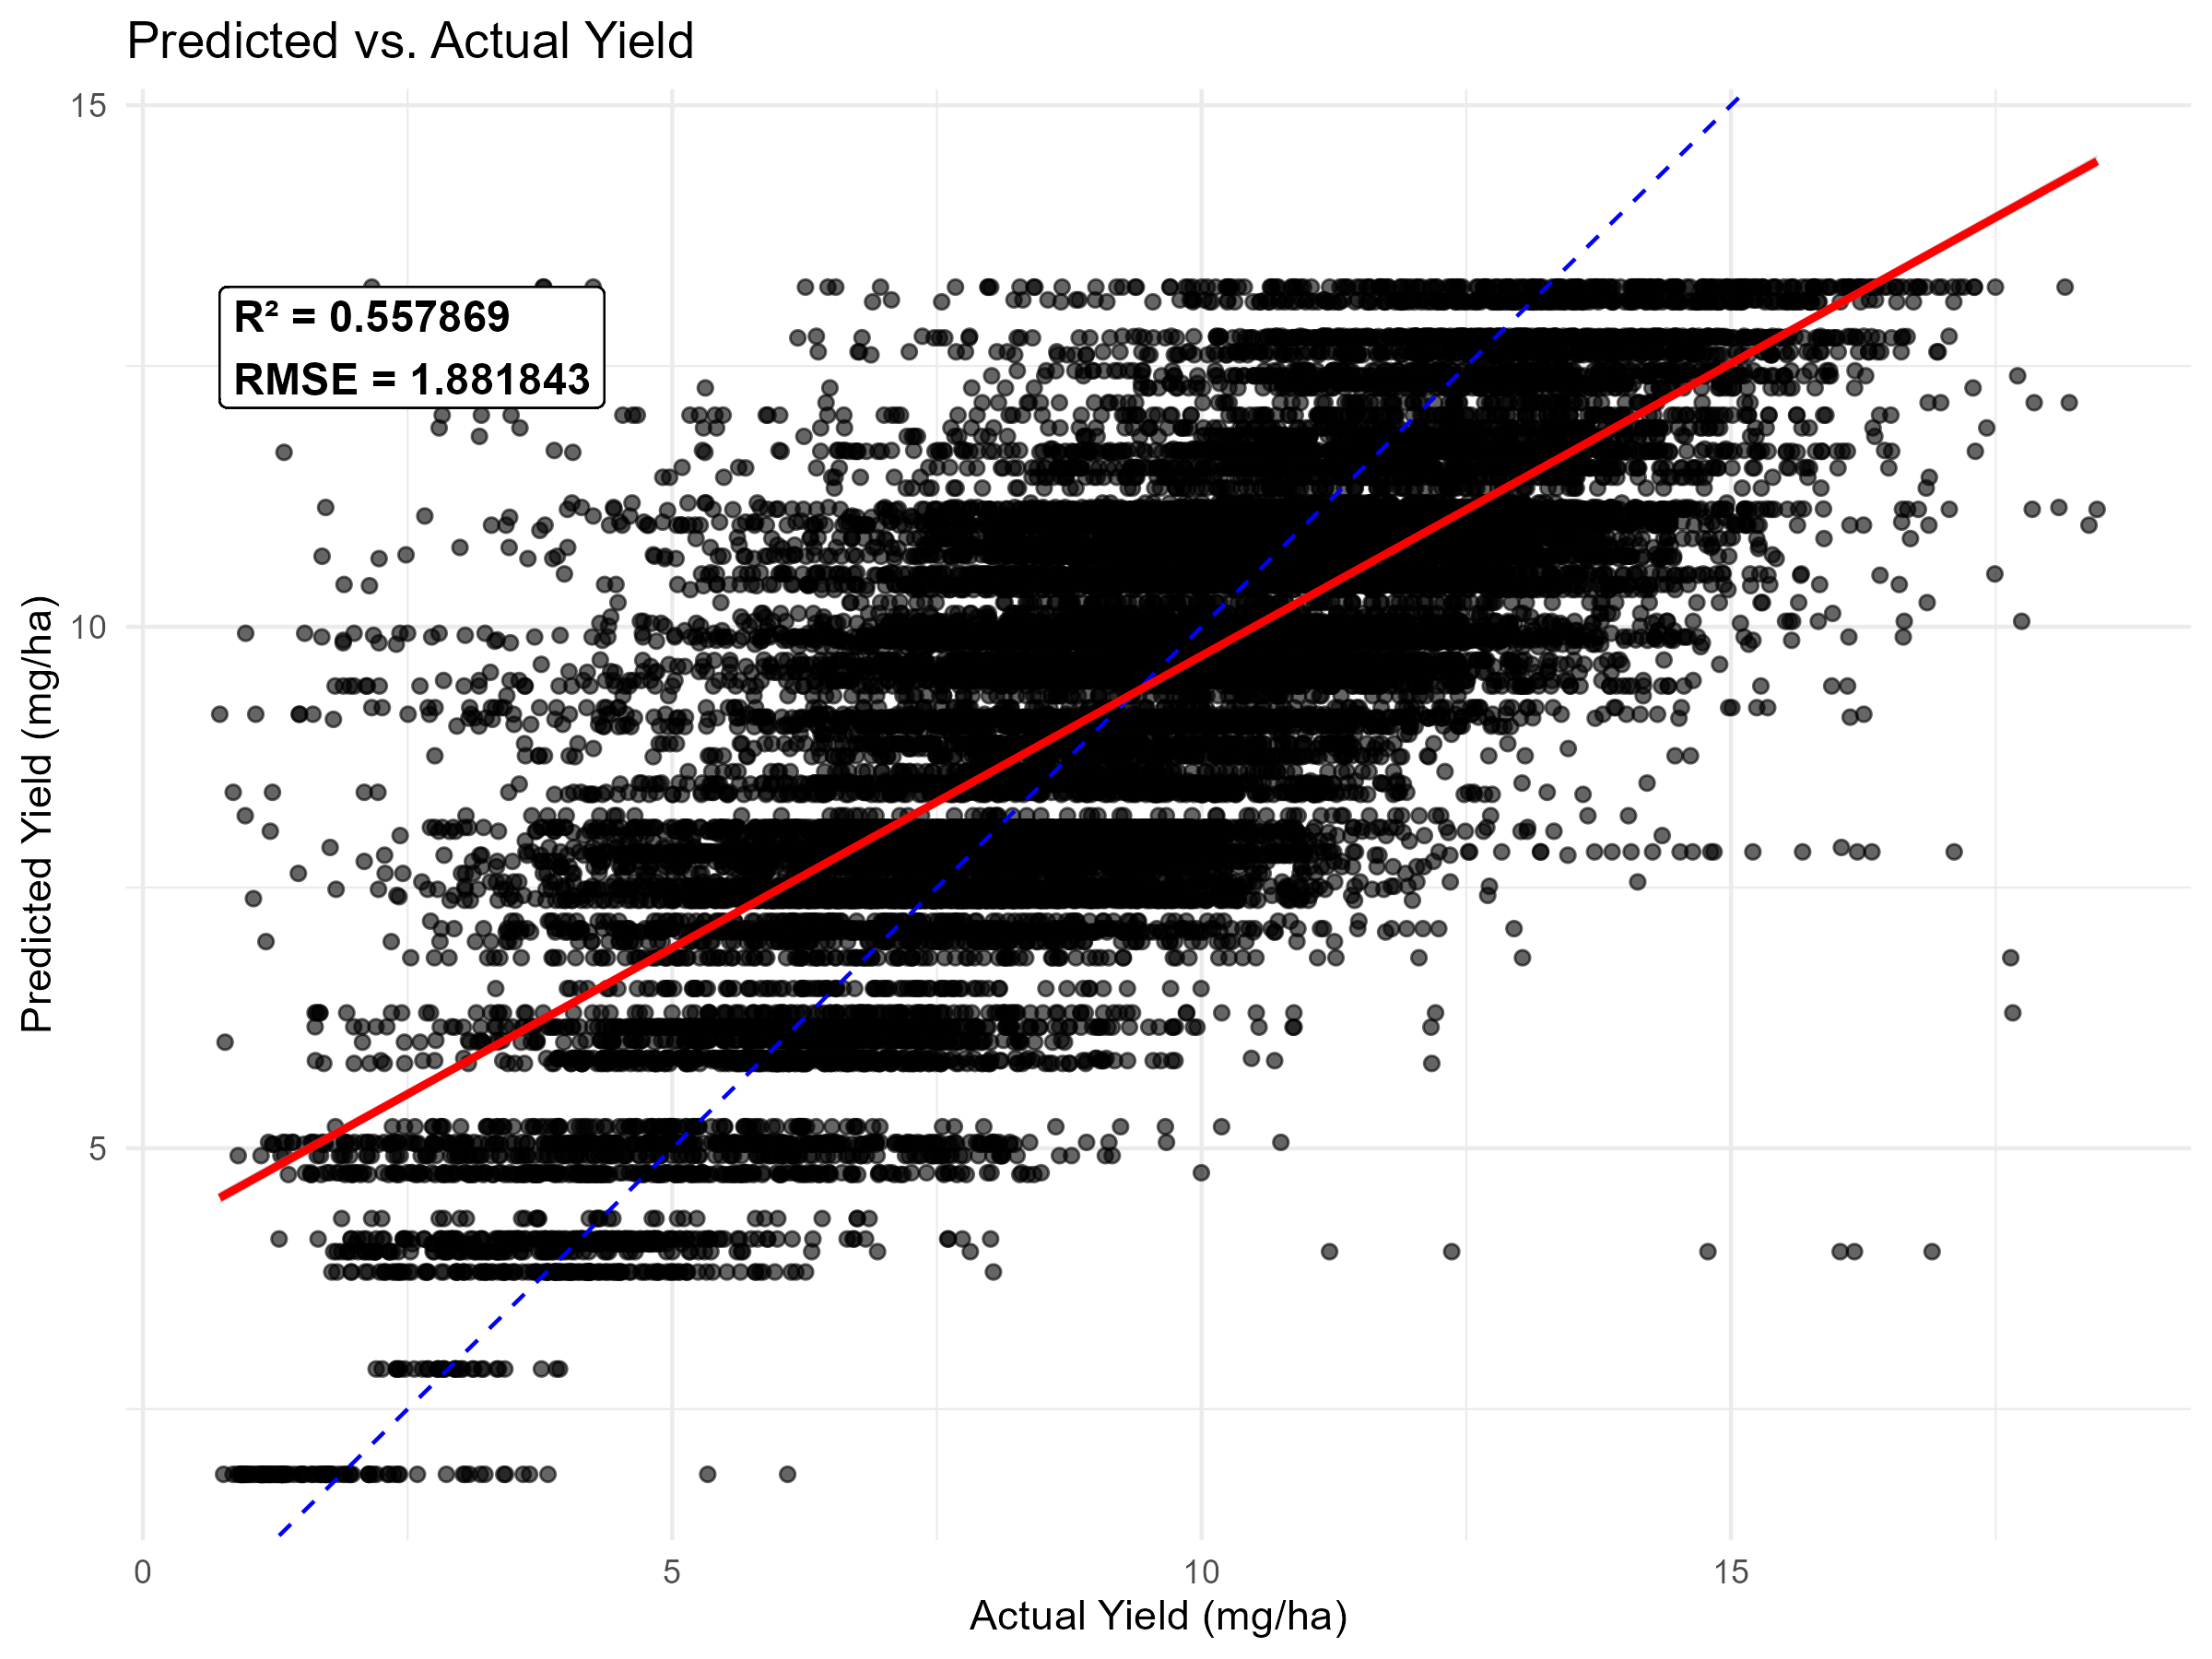 Predicted vs. Actual Yield
15
R² = 0.557869
RMSE = 1.881843
10
5
Predicted Yield (mg/ha)
0 5 10 15
Actual Yield (mg/ha)